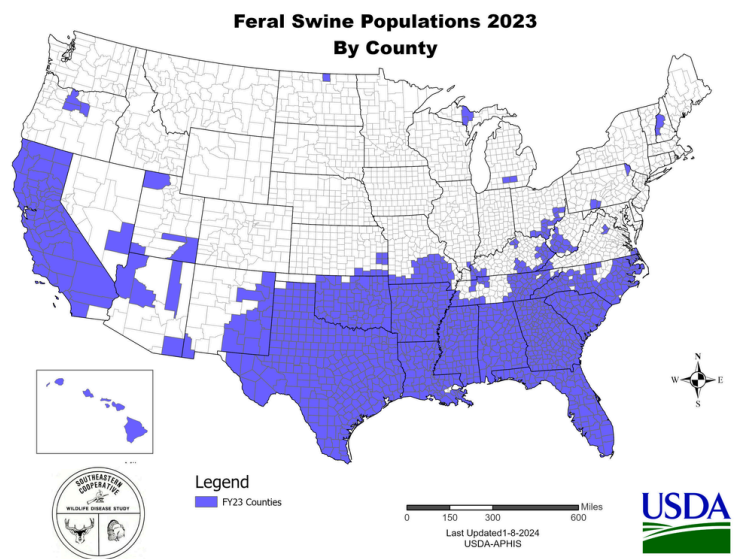 Feral Swine Populations 2023
By County
N
W
E
S
Legend
FY23 Counties
SOUTHEASTERN
COOPERATIVE
WILDLIFE DISEASE STUDY
Miles
0
150
300
600
Last Updated1-8-2024
USDA-APHIS
USDA